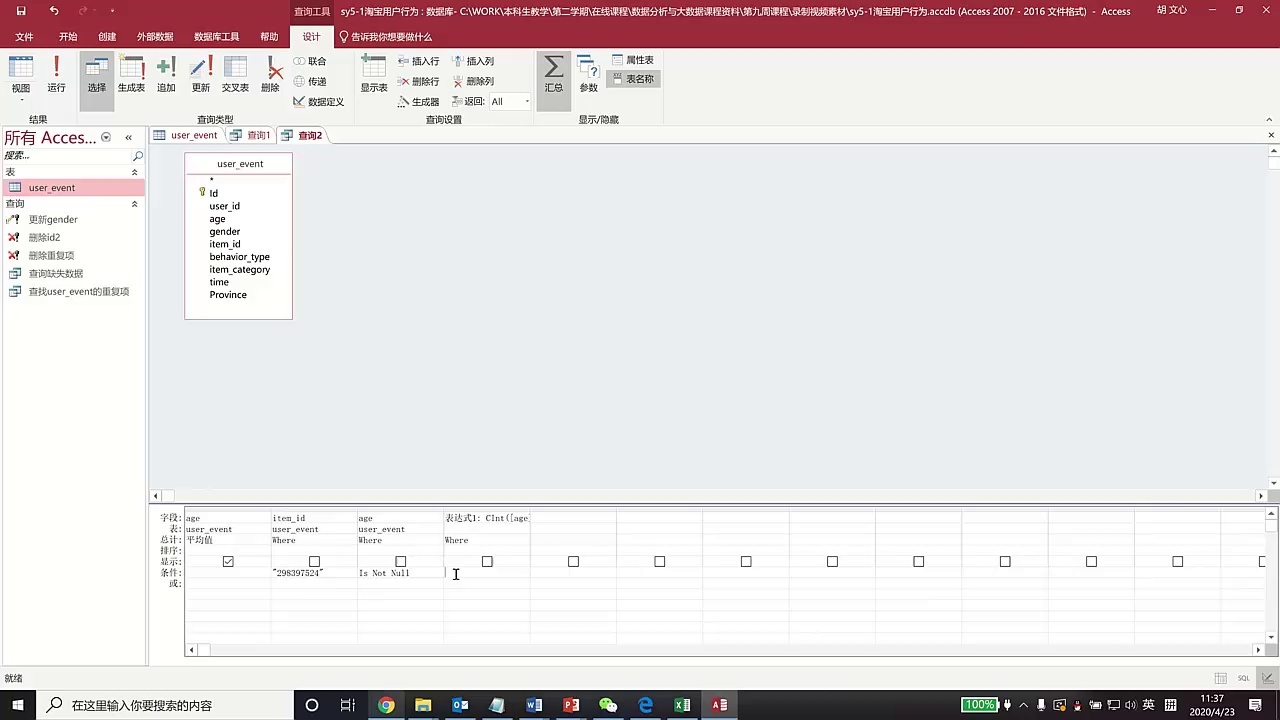 查询工具
sy5-1淘宝用户行为 : 数据库- C:\WORK\本科生教学\第二学期\在线课程\数据分析与大数据课程资料\第九周课程\录制视频素材\sy5-1淘宝用户行为.accdb (Access 2007 - 2016 文件格式) - Access
胡 文心
文件 开始 创建 外部数据 数据库工具 帮助 设计 告诉我你想要做什么
视图 运行 选择 生成表 追加 更新 交叉表 删除
联合
传递
数据定义
显示表
插入行
删除行
生成器
插入列
删除列
返回: All
汇总 参数
属性表
表名称
结果 查询类型 查询设置 显示/隐藏
所有 Acces...
搜索...
表
user_event
查询
更新gender
删除id2
删除重复项
查询缺失数据
查找user_event的重复项
user_event 查询1 查询2
user_event
*
Id
user_id
age
gender
item_id
behavior_type
item_category
time
Province
字段: age item_id age 表达式1: CInt([age
表: user_event user_event user_event
总计: 平均值 Where Where Where
排序:
显示:
条件: "298397524" Is Not Null
或:
就绪
SQL
在这里输入你要搜索的内容
100%
英
拼
11:37
2020/4/23